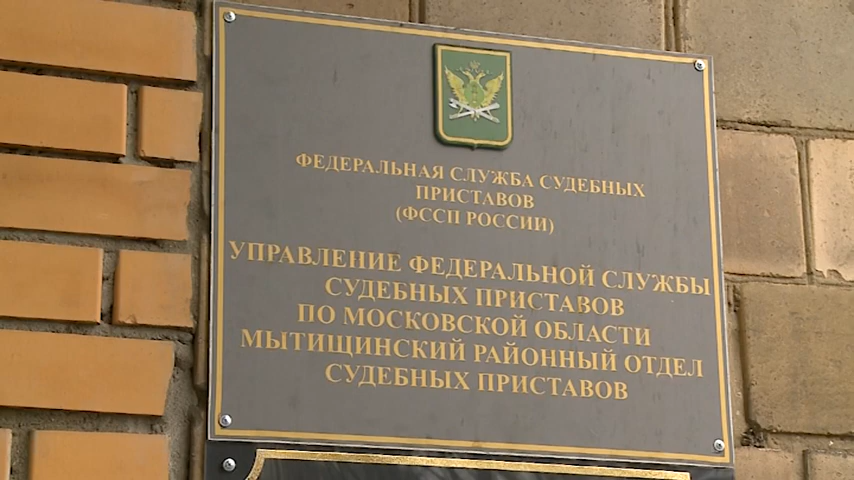 ФЕДЕРАЛЬНАЯ СЛУЖБА СУДЕБНЫХ
ПРИСТАВОВ
(ФССП РОССИИ)
УПРАВЛЕНИЕ ФЕДЕРАЛЬНОЙ СЛУЖБЫ
СУДЕБНЫХ ПРИСТАВОВ
ПО МОСКОВСКОЙ ОБЛАСТИ
МЫТИЩИНСКИЙ РАЙОННЫЙ ОТДЕЛ
СУДЕБНЫХ ПРИСТАВОВ